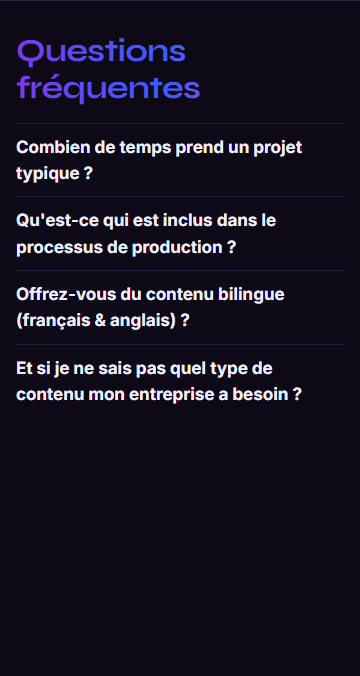 Questions
fréquentes
Combien de temps prend un projet
typique ?
Qu'est-ce qui est inclus dans le
processus de production ?
Offrez-vous du contenu bilingue
(français & anglais) ?
Et si je ne sais pas quel type de
contenu mon entreprise a besoin ?